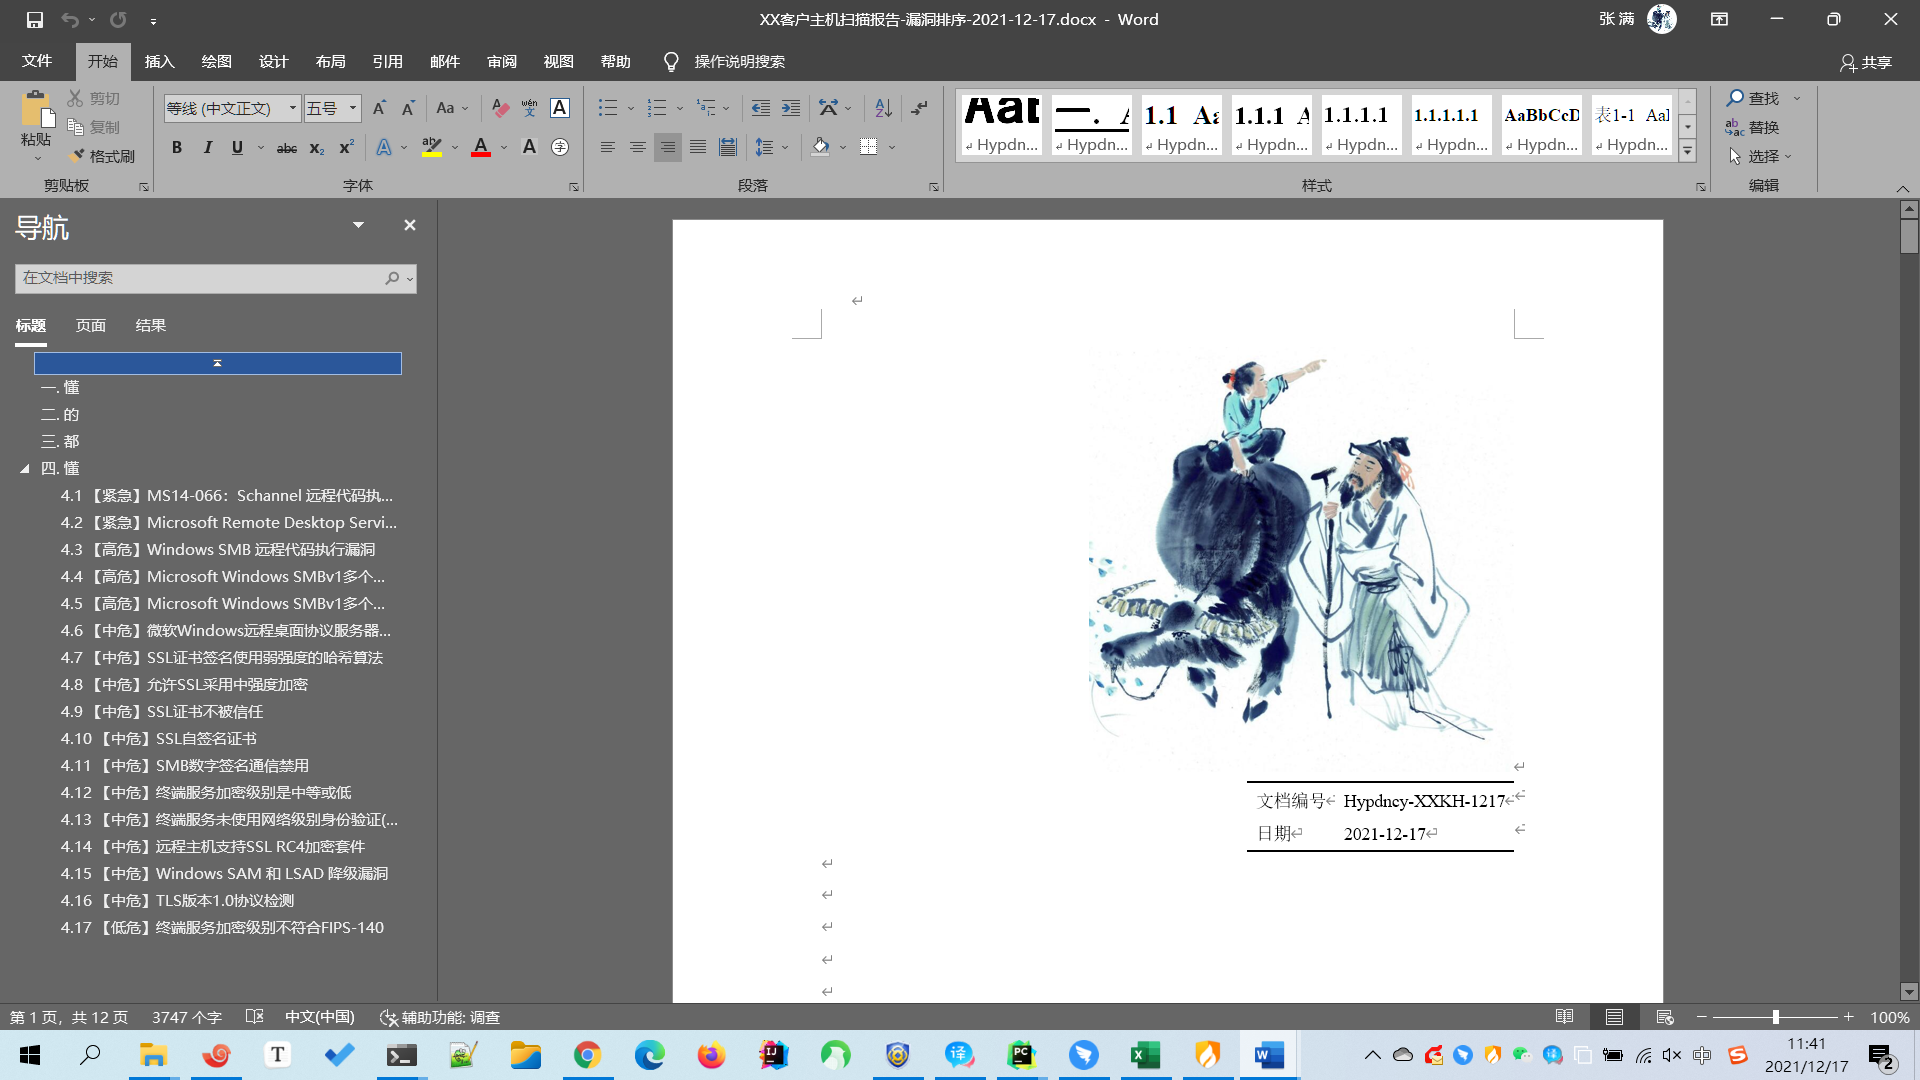 XX客户主机扫描报告-漏洞排序-2021-12-17.docx - Word
张 满
文件 开始 插入 绘图 设计 布局 引用 邮件 审阅 视图 帮助 操作说明搜索 共享
粘贴 剪切
复制
格式刷
剪贴板
等线 (中文正文) 五号 Aa wén 文 A
B I U abc x₂ x² A ab A A 字
字体
段落
Aat 一. A 1.1 Aa 1.1.1 A 1.1.1.1 1.1.1.1.1 AaBbCcD 表1-1 Aal
Hypdn... Hypdn... Hypdn... Hypdn... Hypdn... Hypdn... Hypdn... Hypdn...
样式
查找
替换
选择
编辑
导航
在文档中搜索
标题 页面 结果
一. 懂
二. 的
三. 都
四. 懂
4.1 【紧急】MS14-066：Schannel 远程代码执...
4.2 【紧急】Microsoft Remote Desktop Servi...
4.3 【高危】Windows SMB 远程代码执行漏洞
4.4 【高危】Microsoft Windows SMBv1多个...
4.5 【高危】Microsoft Windows SMBv1多个...
4.6 【中危】微软Windows远程桌面协议服务器...
4.7 【中危】SSL证书签名使用弱强度的哈希算法
4.8 【中危】允许SSL采用中强度加密
4.9 【中危】SSL证书不被信任
4.10 【中危】SSL自签名证书
4.11 【中危】SMB数字签名通信禁用
4.12 【中危】终端服务加密级别是中等或低
4.13 【中危】终端服务未使用网络级别身份验证(...
4.14 【中危】远程主机支持SSL RC4加密套件
4.15 【中危】Windows SAM 和 LSAD 降级漏洞
4.16 【中危】TLS版本1.0协议检测
4.17 【低危】终端服务加密级别不符合FIPS-140
文档编号 Hypdncy-XXKH-1217
日期 2021-12-17
第 1 页，共 12 页 3747 个字 中文(中国) 辅助功能: 调查 100%
11:41
2021/12/17
中
2